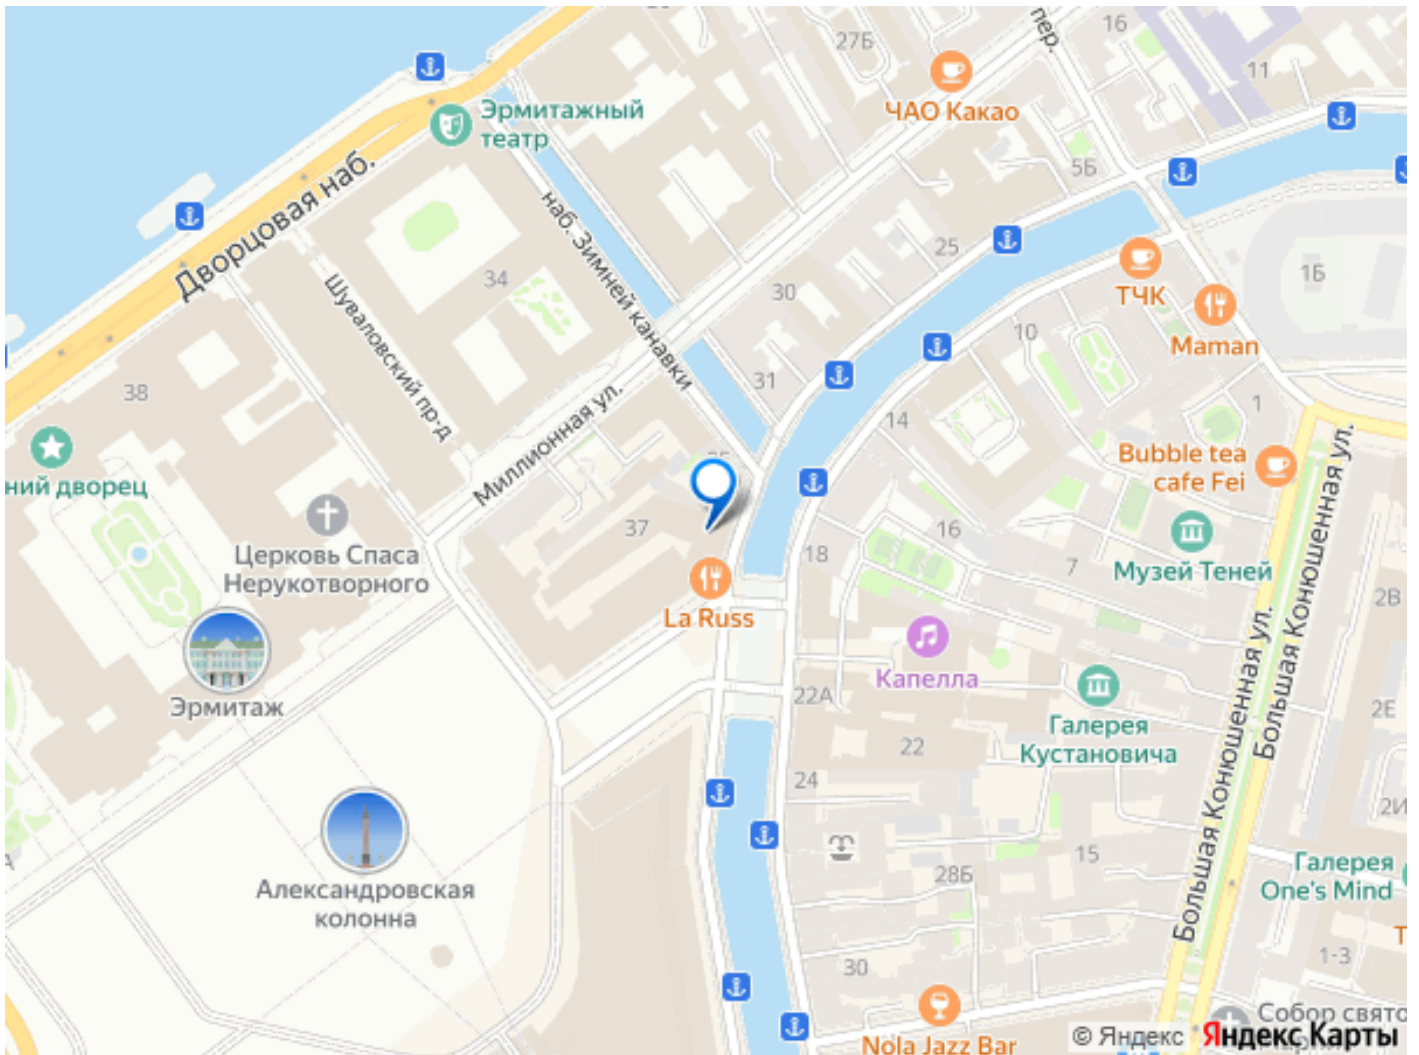 пер.
16
27Б
11
ЧАО Какао
Эрмитажный
театр
5Б
Дворцовая наб.
наб. Зимней канавки
25
1Б
34
30
ТЧК
Шуваловский пр-д
10
Maman
31
38
Миллионная ул.
14
1
Bubble tea
cafe Fei
ний дворец
37
16
Церковь Спаса
Нерукотворного
18
7
Музей Теней
2В
La Russ
Большая Конюшенная ул.
Большая Конюшенная ул.
Капелла
Эрмитаж
22А
2Е
Галерея
Кустановича
22
24
2И
15
Галерея
One's Mind
28Б
Александровская
колонна
Т
1-3
30
Собор свято
Nola Jazz Bar
© Яндекс Яндекс Карты